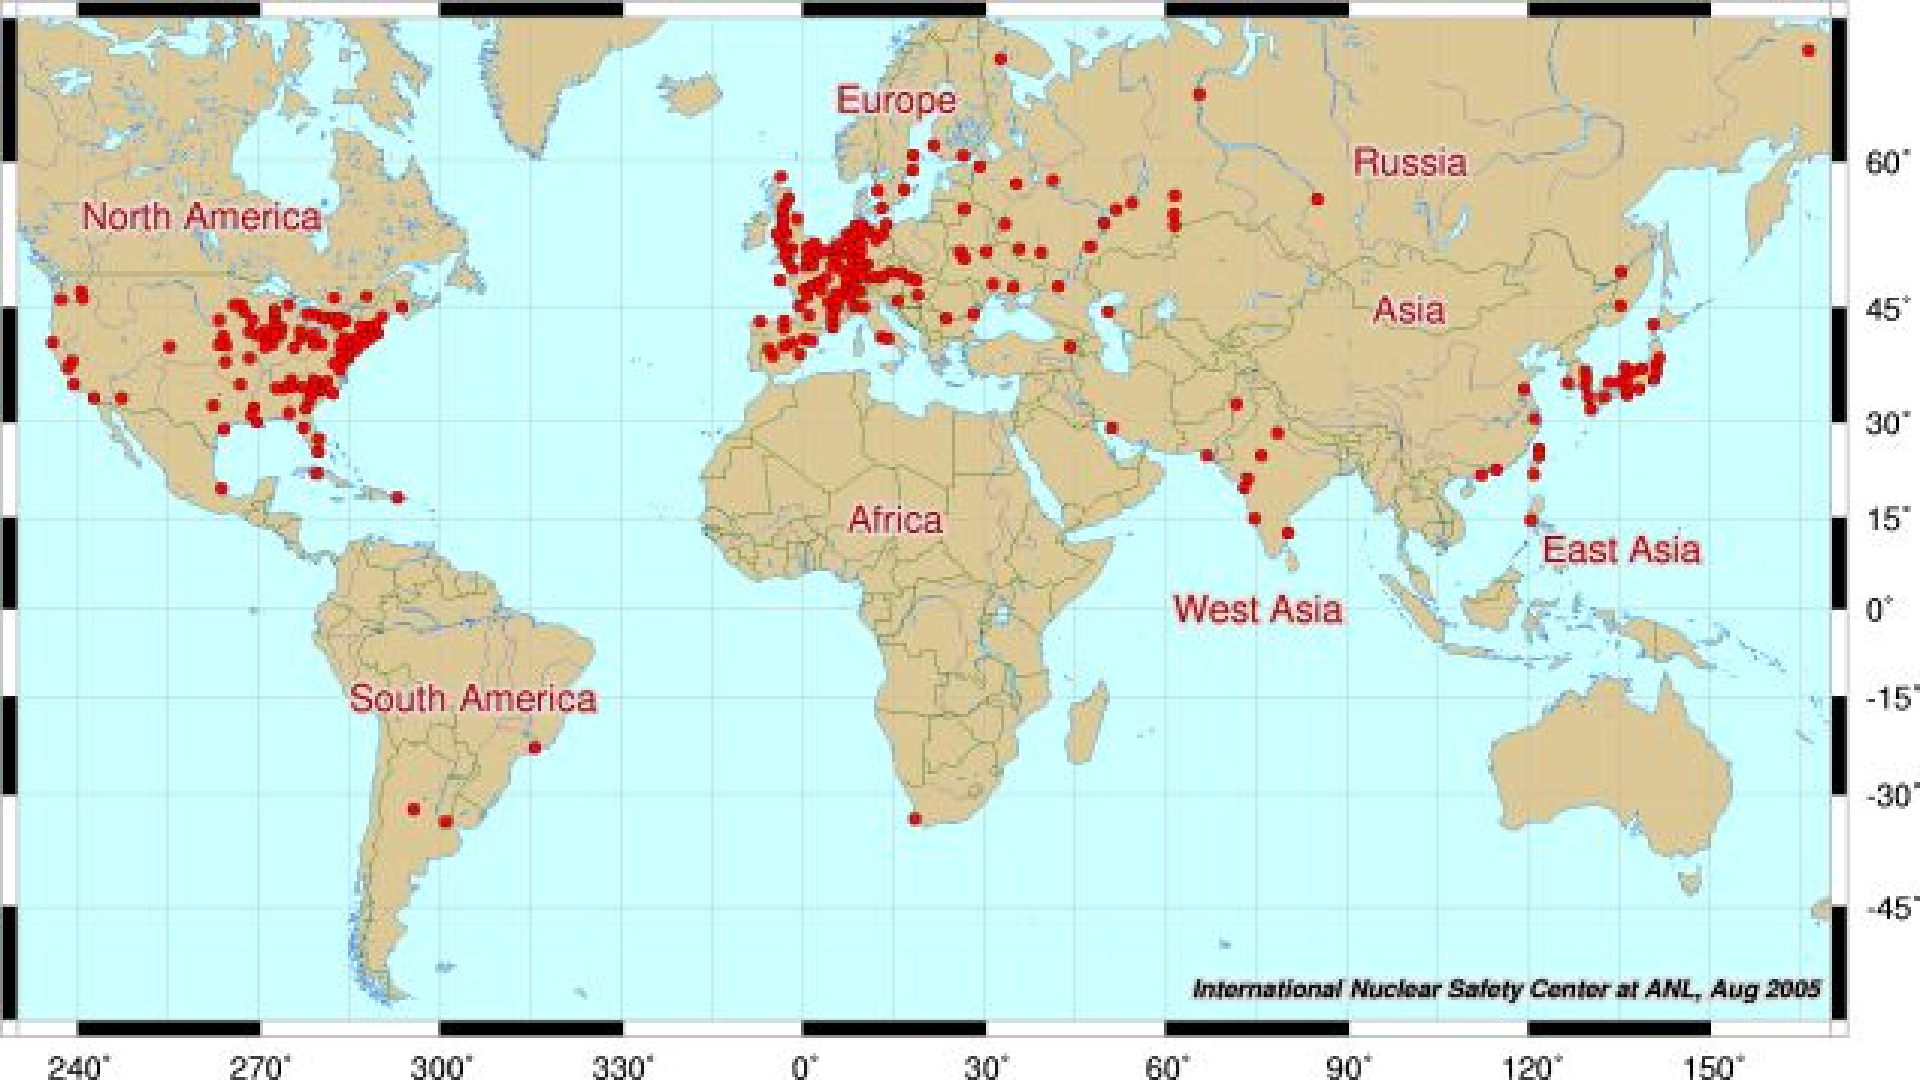 Europe
Russia
60°
North America
Asia
45°
30°
Africa
15°
East Asia
West Asia
0°
South America
-15°
-30°
-45°
International Nuclear Safety Center at ANL, Aug 2005
240° 270° 300° 330° 0° 30° 60° 90° 120° 150°